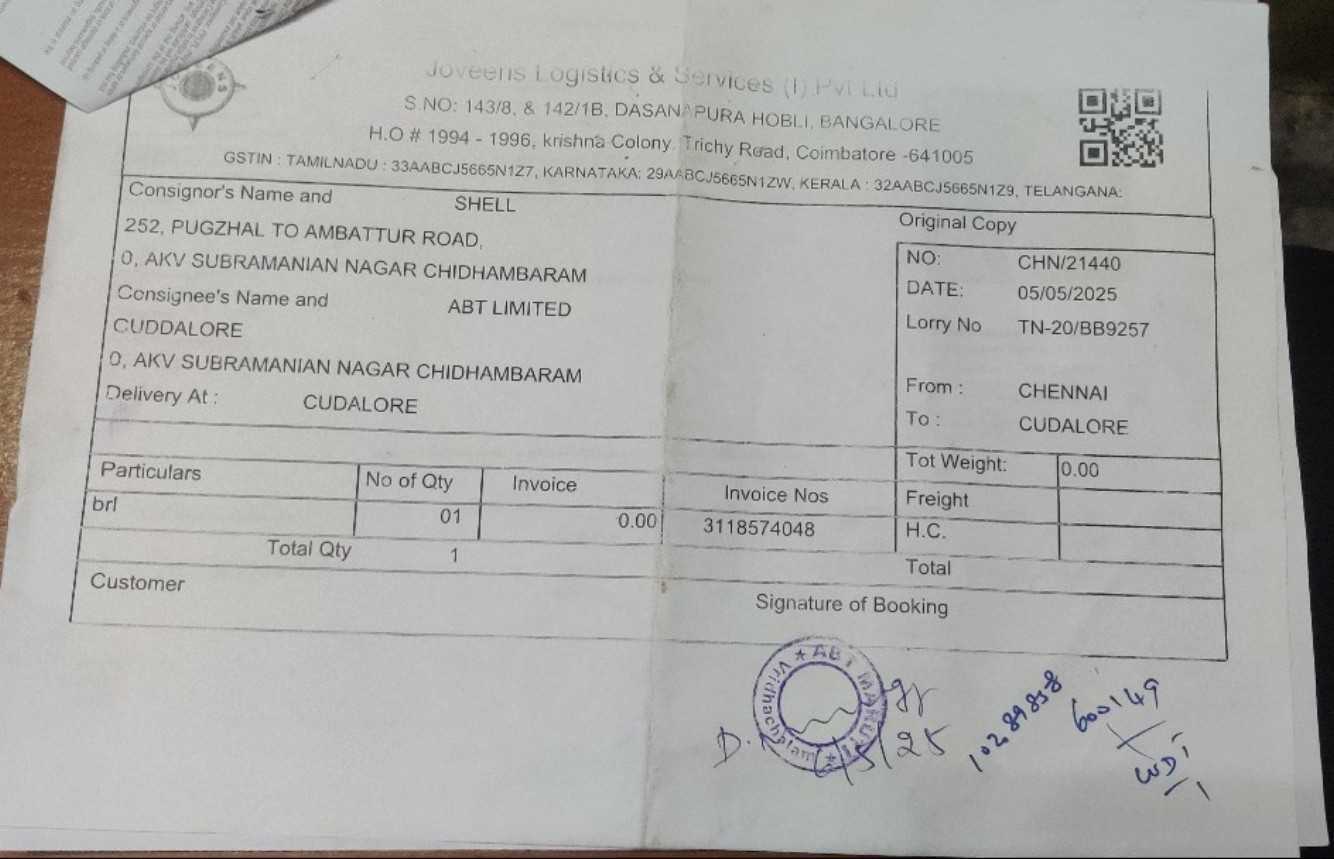 Joveens Logistics & Services (I) Pvt Ltd
S.NO: 143/8, & 142/1B, DASANAPURA HOBLI, BANGALORE
H.O # 1994 - 1996, krishna Colony, Trichy Road, Coimbatore -641005
GSTIN : TAMILNADU : 33AABCJ5665N1Z7, KARNATAKA: 29AABCJ5665N1ZW, KERALA : 32AABCJ5665N1Z9, TELANGANA:
Consignor's Name and SHELL
252, PUGZHAL TO AMBATTUR ROAD,
0, AKV SUBRAMANIAN NAGAR CHIDHAMBARAM
Consignee's Name and ABT LIMITED
CUDDALORE
0, AKV SUBRAMANIAN NAGAR CHIDHAMBARAM
Delivery At : CUDALORE
Original Copy
NO: CHN/21440
DATE: 05/05/2025
Lorry No TN-20/BB9257
From : CHENNAI
To : CUDALORE
Tot Weight: 0.00
Freight
H.C.
Total
Particulars No of Qty Invoice Invoice Nos
brl 01 0.00 3118574048
Total Qty 1
Customer
Signature of Booking
ABT MARUTI
Vridhachalam
10289858
600149
WDI